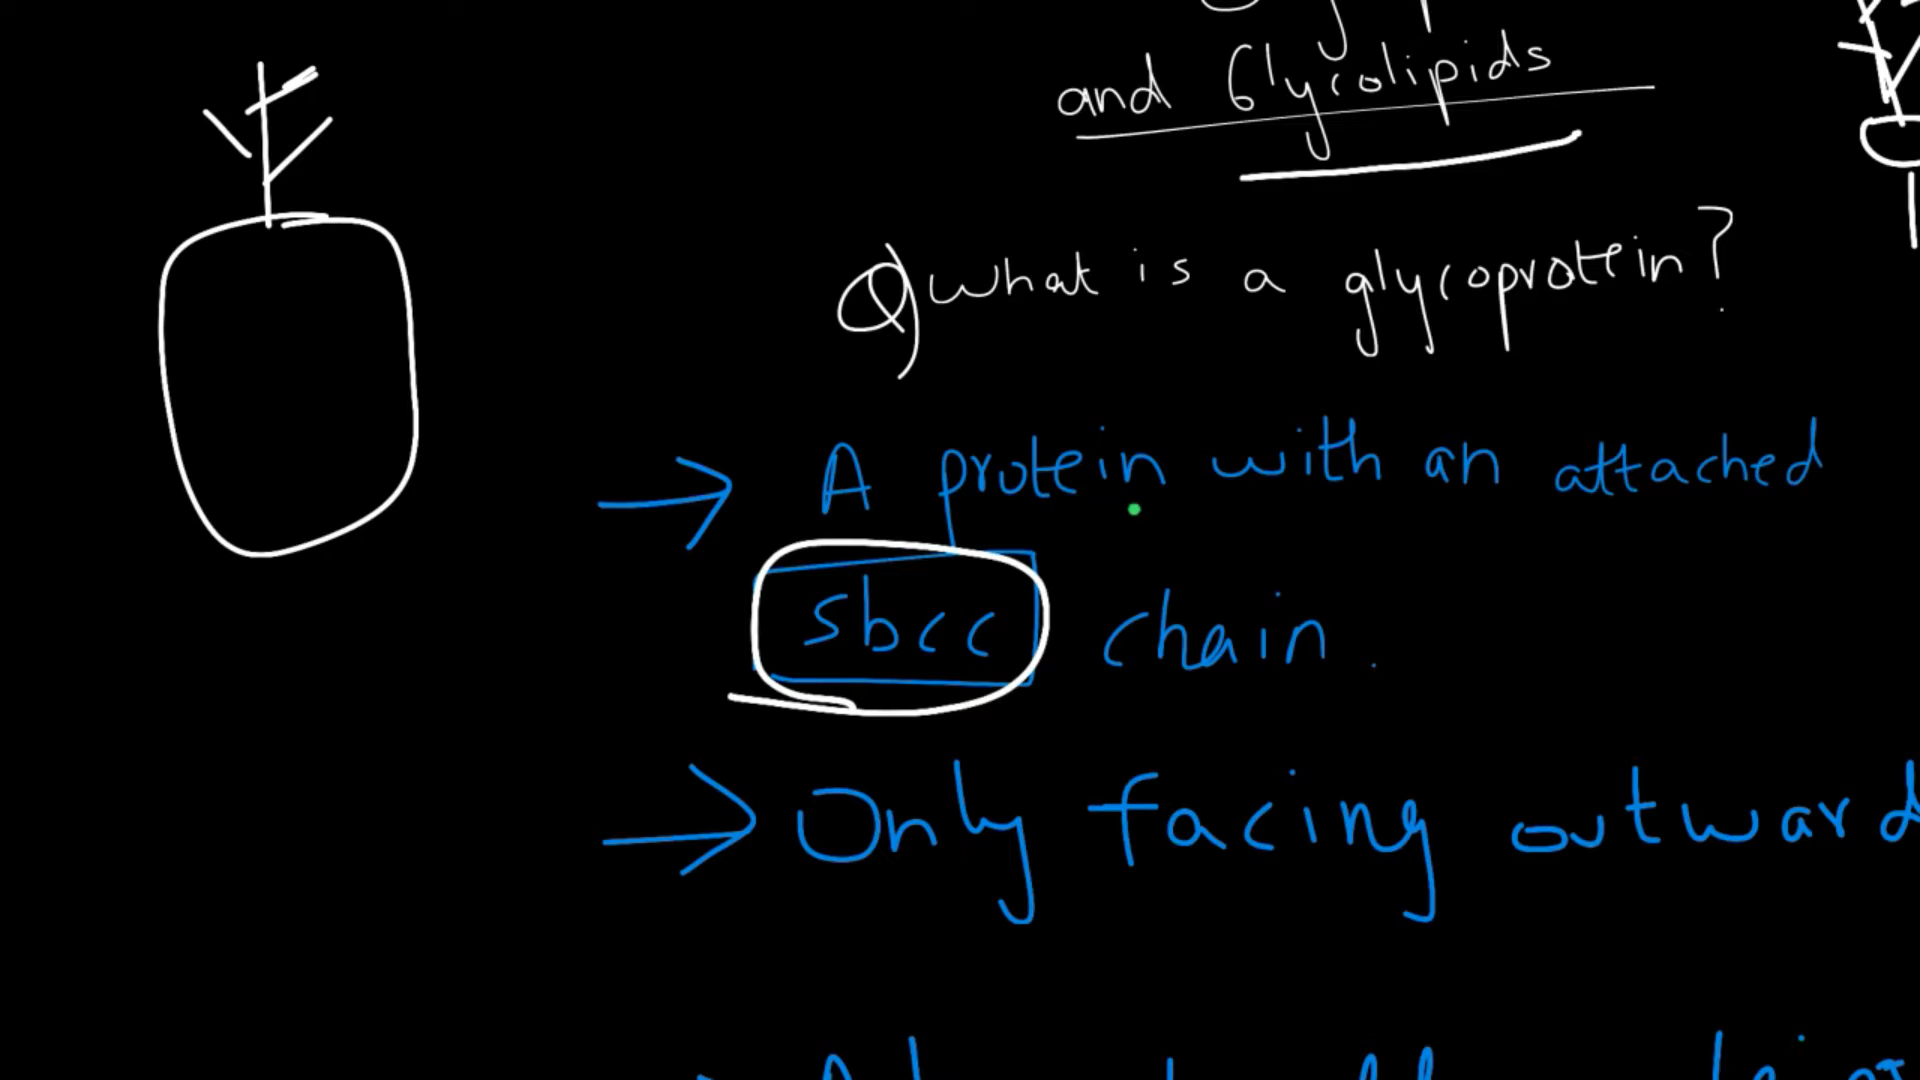 and Glycolipids
Q) What is a glycoprotein?
→ A protein with an attached
sbcc chain.
→ Only facing outward